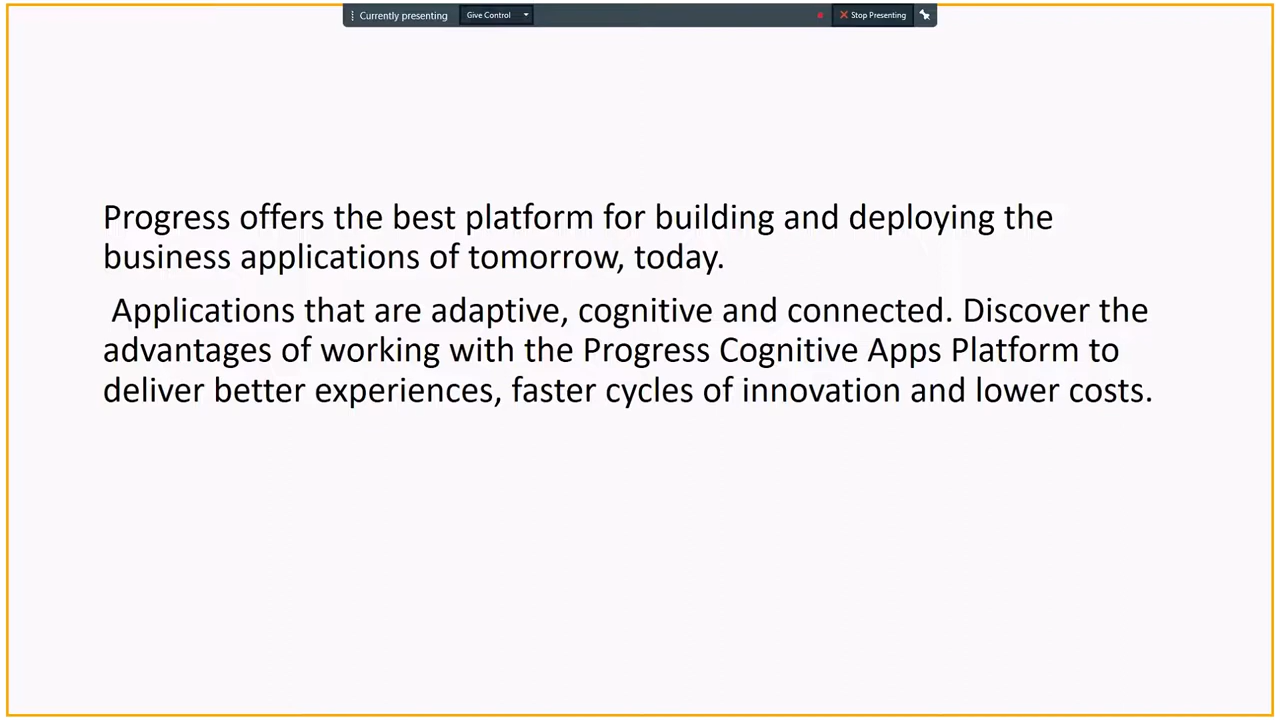 Currently presenting
Give Control
Stop Presenting
Progress offers the best platform for building and deploying the
business applications of tomorrow, today.
Applications that are adaptive, cognitive and connected. Discover the
advantages of working with the Progress Cognitive Apps Platform to
deliver better experiences, faster cycles of innovation and lower costs.